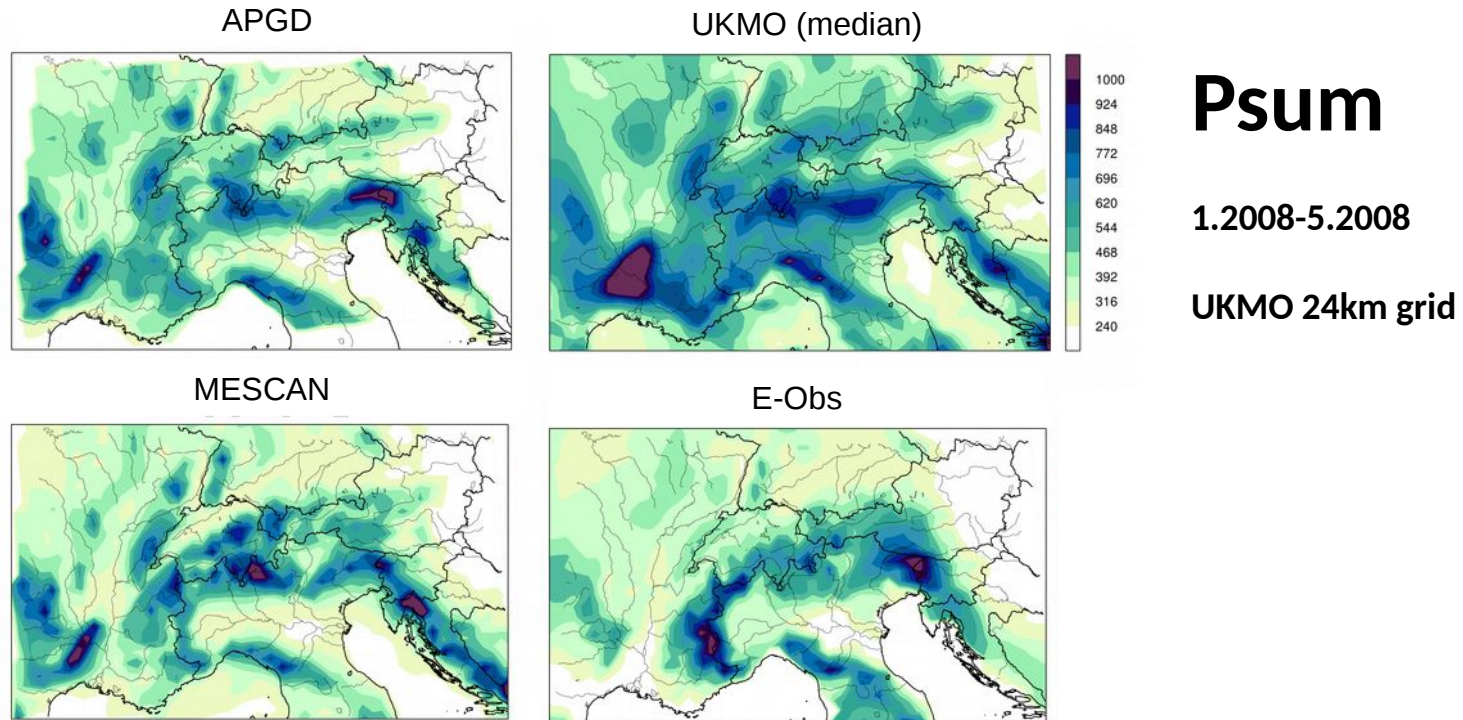 APGD
UKMO (median)
1000
924
848
772
696
620
544
468
392
316
240
Psum
1.2008-5.2008
UKMO 24km grid
MESCAN
E-Obs